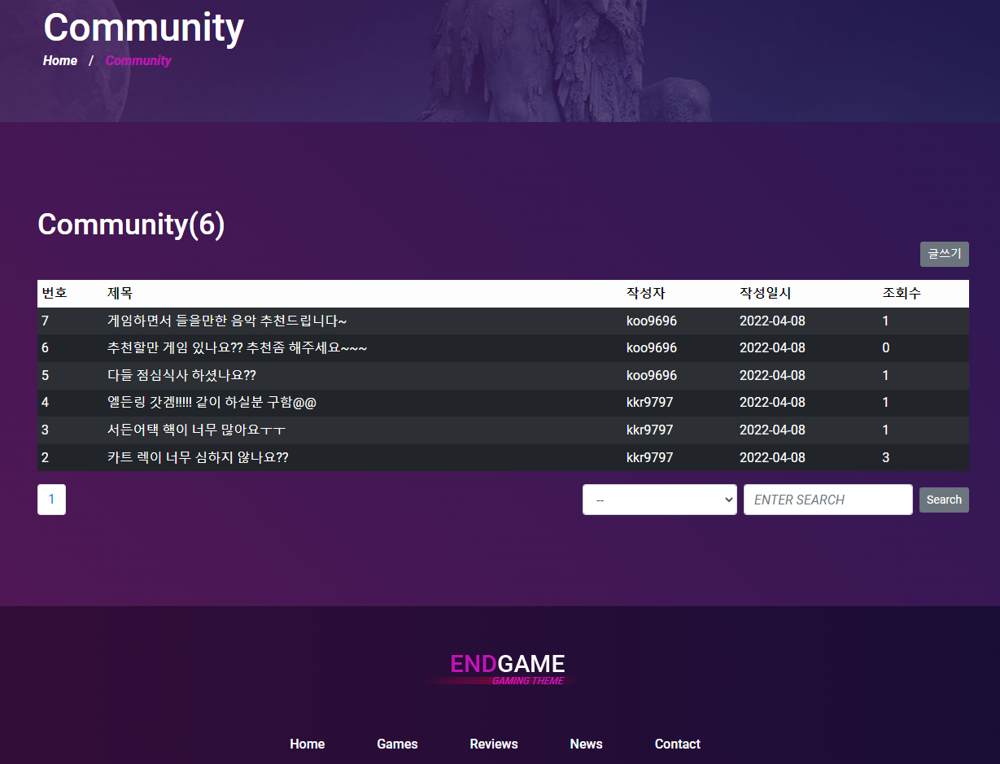 Community
Home / Community
Community(6)
글쓰기
번호 제목 작성자 작성일시 조회수
7 게임하면서 들을만한 음악 추천드립니다~ koo9696 2022-04-08 1
6 추천할만 게임 있나요?? 추천좀 해주세요~~~ koo9696 2022-04-08 0
5 다들 점심식사 하셨나요?? koo9696 2022-04-08 1
4 엘든링 갓겜!!!!! 같이 하실분 구함@@ kkr9797 2022-04-08 1
3 서든어택 핵이 너무 많아요ㅜㅜ kkr9797 2022-04-08 1
2 카트 렉이 너무 심하지 않나요?? kkr9797 2022-04-08 3
1 -- ENTER SEARCH Search
ENDGAME
GAMING THEME
Home Games Reviews News Contact